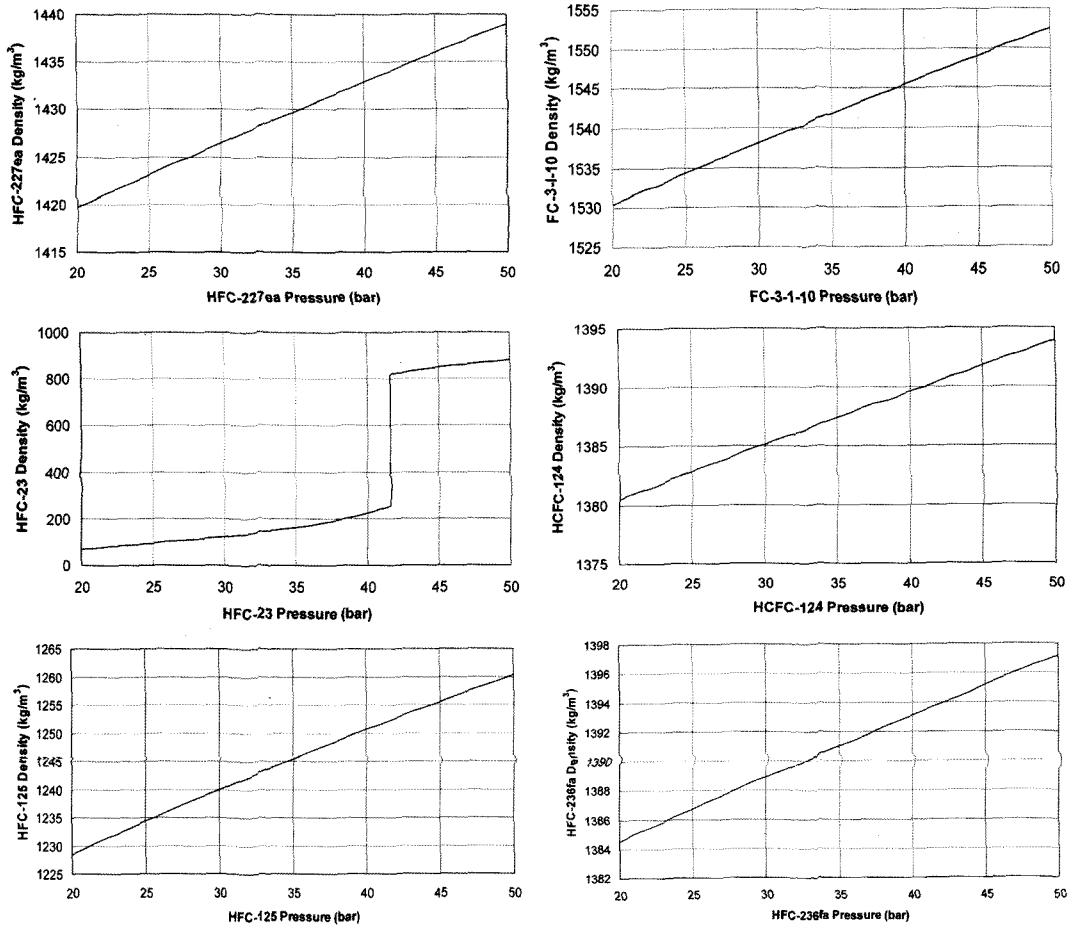 HFC-227ea Density (kg/m³)
1440
1435
1430
1425
1420
1415
20 25 30 35 40 45 50
HFC-227ea Pressure (bar)
FC-3-1-10 Density (kg/m³)
1555
1550
1545
1540
1535
1530
1525
20 25 30 35 40 45 50
FC-3-1-10 Pressure (bar)
HFC-23 Density (kg/m³)
1000
800
600
400
200
0
20 25 30 35 40 45 50
HFC-23 Pressure (bar)
HCFC-124 Density (kg/m³)
1395
1390
1385
1380
1375
20 25 30 35 40 45 50
HCFC-124 Pressure (bar)
HFC-125 Density (kg/m³)
1265
1260
1255
1250
1245
1240
1235
1230
1225
20 25 30 35 40 45 50
HFC-125 Pressure (bar)
HFC-236fa Density (kg/m³)
1398
1396
1394
1392
1390
1388
1386
1384
1382
20 25 30 35 40 45 50
HFC-236fa Pressure (bar)